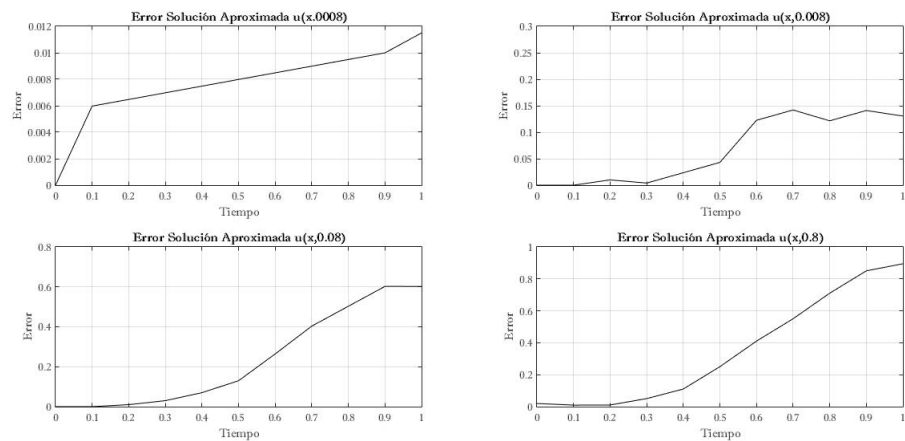 Error Solución Aproximada u(x.0008)
0.012
0.01
0.008
0.006
0.004
0.002
0
Error
0 0.1 0.2 0.3 0.4 0.5 0.6 0.7 0.8 0.9 1
Tiempo
Error Solución Aproximada u(x,0.008)
0.3
0.25
0.2
0.15
0.1
0.05
0
Error
0 0.1 0.2 0.3 0.4 0.5 0.6 0.7 0.8 0.9 1
Tiempo
Error Solución Aproximada u(x,0.08)
0.8
0.6
0.4
0.2
0
Error
0 0.1 0.2 0.3 0.4 0.5 0.6 0.7 0.8 0.9 1
Tiempo
Error Solución Aproximada u(x,0.8)
1
0.8
0.6
0.4
0.2
0
Error
0 0.1 0.2 0.3 0.4 0.5 0.6 0.7 0.8 0.9 1
Tiempo